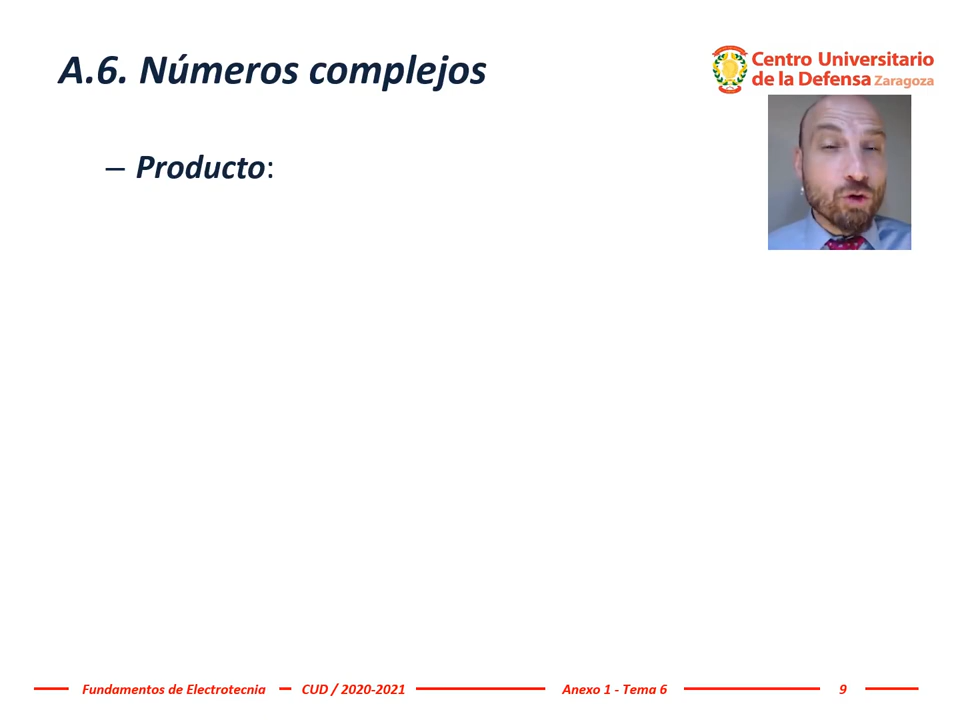 A.6. Números complejos
Centro Universitario
de la Defensa Zaragoza
– Producto:
Fundamentos de Electrotecnia
CUD / 2020-2021
Anexo 1 - Tema 6
9